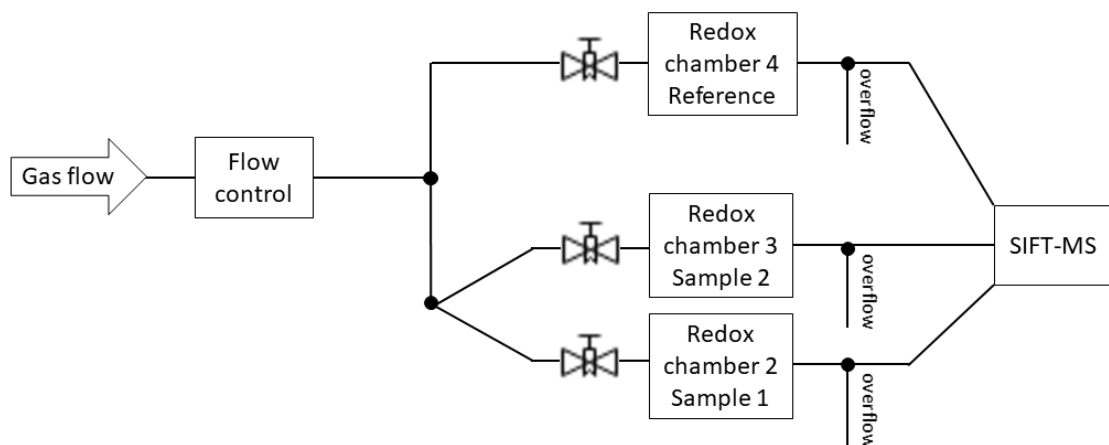 Redox
chamber 4
Reference
overflow
Gas flow
Flow
control
Redox
chamber 3
Sample 2
overflow
SIFT-MS
Redox
chamber 2
Sample 1
overflow